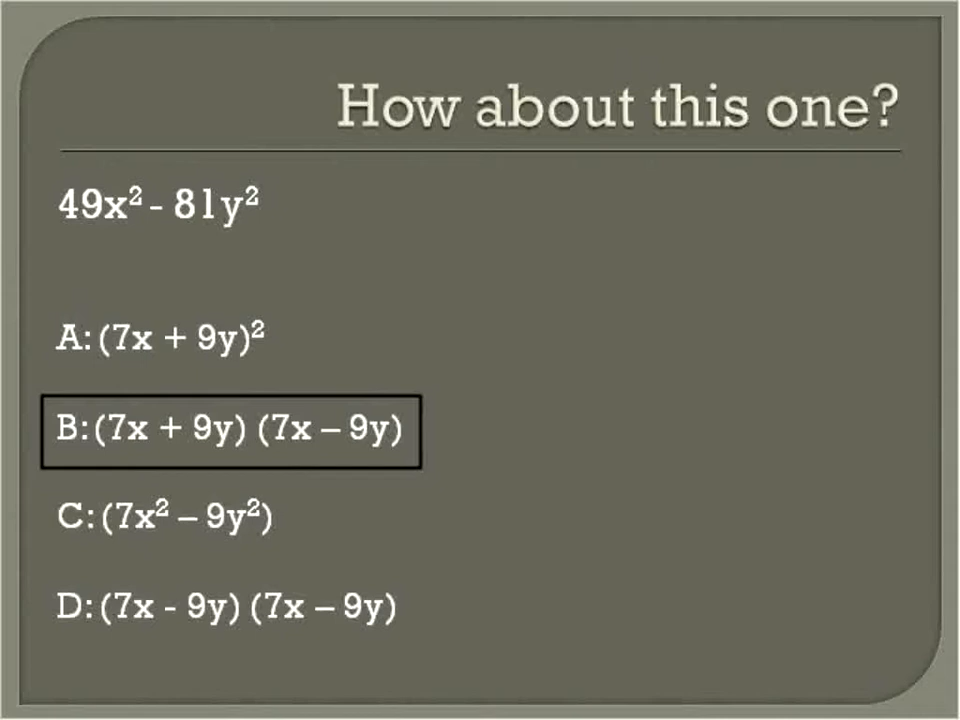 How about this one?
49x² - 81y²
A: (7x + 9y)²
B: (7x + 9y) (7x – 9y)
C: (7x² – 9y²)
D: (7x - 9y) (7x – 9y)